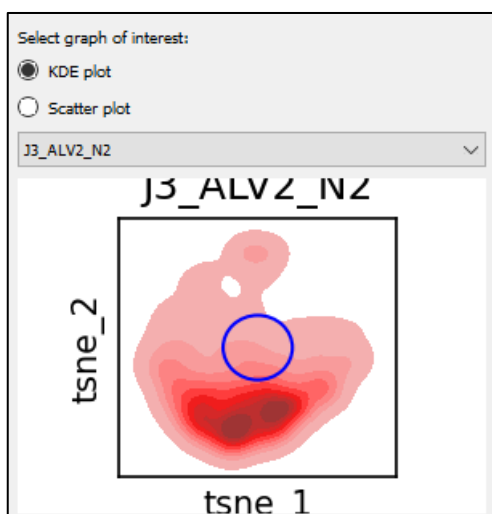 Select graph of interest:
KDE plot
Scatter plot
J3_ALV2_N2
J3_ALV2_N2
tsne_2
tsne_1